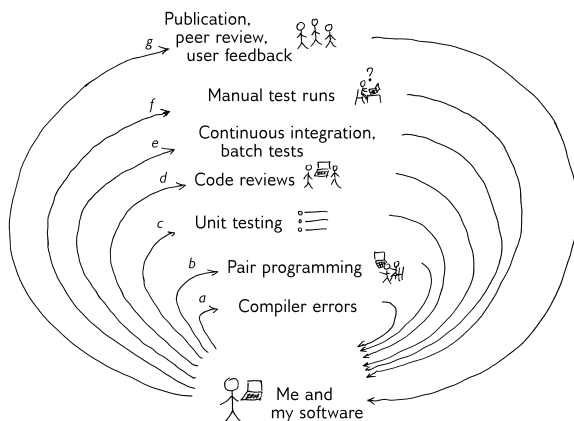 Publication,
g peer review,
user feedback
?
f Manual test runs
e Continuous integration,
batch tests
d Code reviews
c Unit testing
b Pair programming
a Compiler errors
Me and
my software